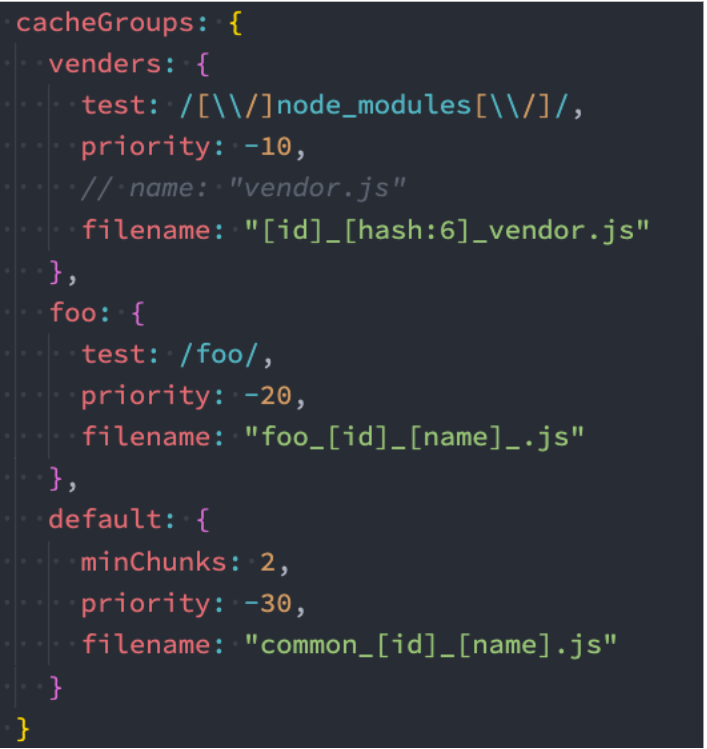 cacheGroups: {
venders: {
test: /[\\/]node_modules[\\/]/,
priority: -10,
// name: "vendor.js"
filename: "[id]_[hash:6]_vendor.js"
},
foo: {
test: /foo/,
priority: -20,
filename: "foo_[id]_[name]_.js"
},
default: {
minChunks: 2,
priority: -30,
filename: "common_[id]_[name].js"
}
}